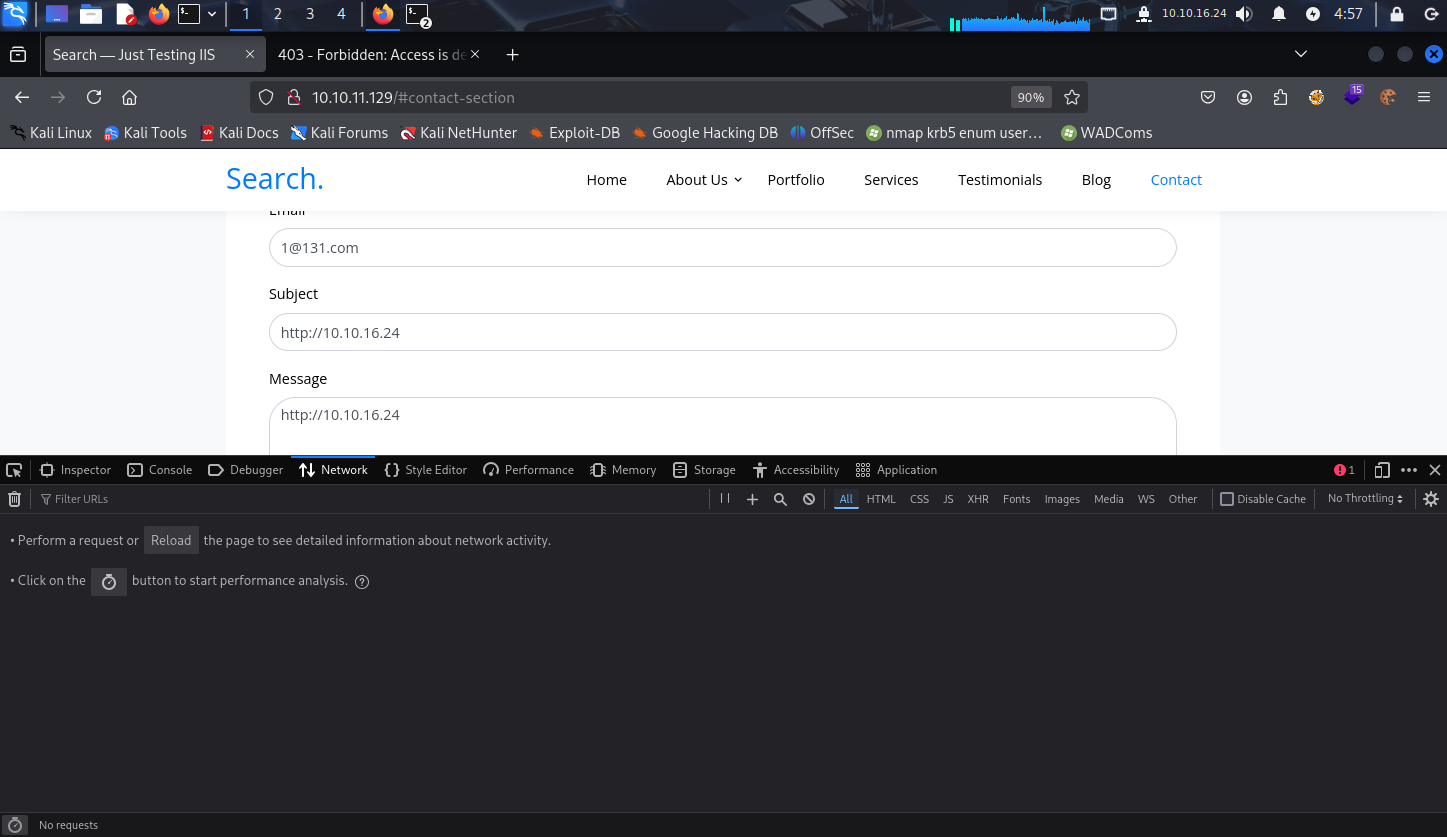 1 2 3 4 2 10.10.16.24 4:57
Search — Just Testing IIS 403 - Forbidden: Access is de
10.10.11.129/#contact-section 90% 15
Kali Linux Kali Tools Kali Docs Kali Forums Kali NetHunter Exploit-DB Google Hacking DB OffSec nmap krb5 enum user… WADComs
Search. Home About Us Portfolio Services Testimonials Blog Contact
Email
1@131.com
Subject
http://10.10.16.24
Message
http://10.10.16.24
Inspector Console Debugger Network Style Editor Performance Memory Storage Accessibility Application 1
Filter URLs All HTML CSS JS XHR Fonts Images Media WS Other Disable Cache No Throttling
• Perform a request or Reload the page to see detailed information about network activity.
• Click on the button to start performance analysis.
No requests